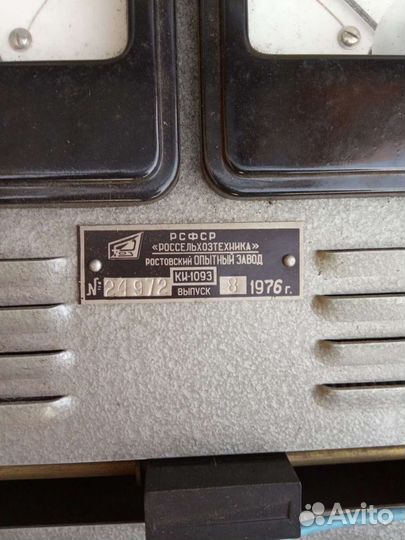 РСФСР
«РОССЕЛЬХОЗТЕХНИКА»
РОСТОВСКИЙ ОПЫТНЫЙ ЗАВОД
КИ-1093
№ 24972 ВЫПУСК 8 1976 г.
Avito